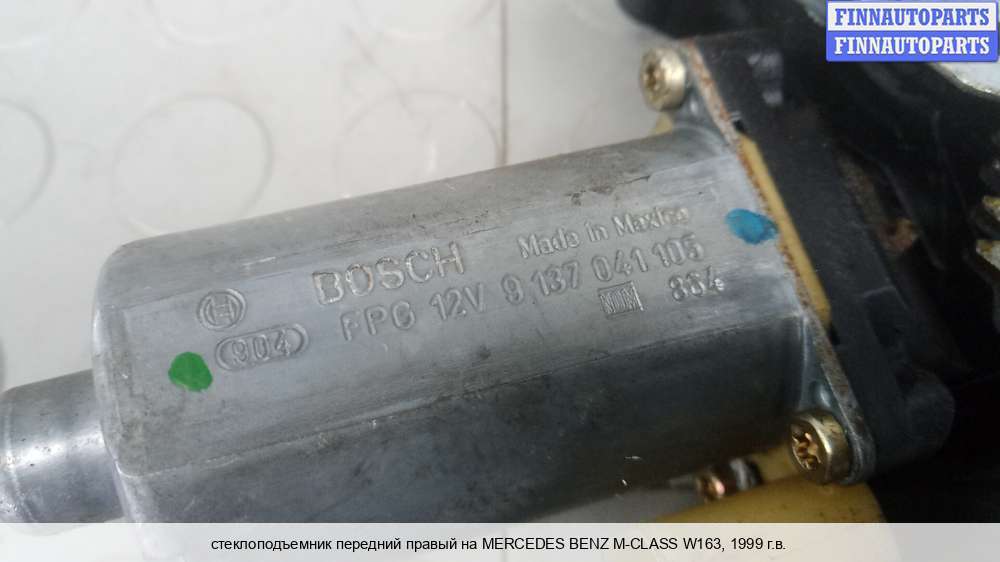 FINNAUTOPARTS
FINNAUTOPARTS
BOSCH Made in Mexico
FPG 12V 9 137 041 105
904 864
стеклоподъемник передний правый на MERCEDES BENZ M-CLASS W163, 1999 г.в.